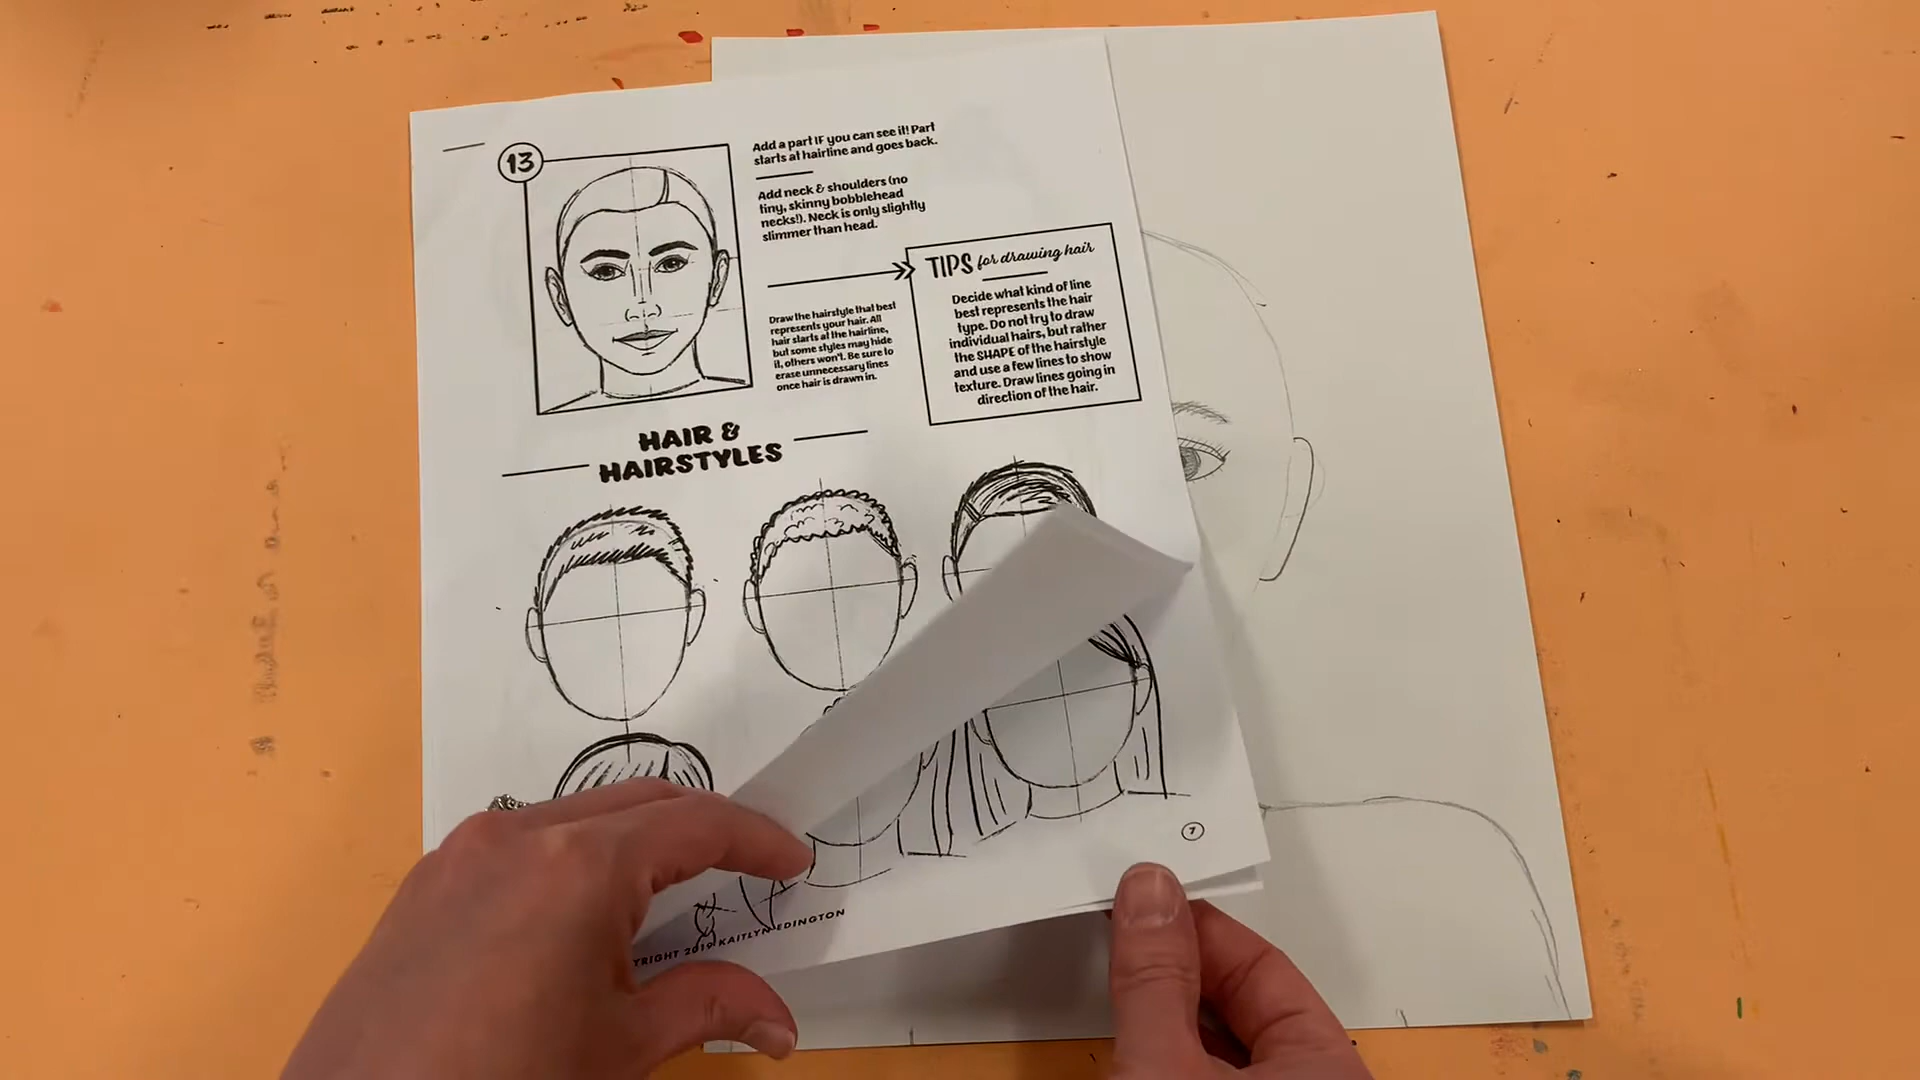 13
Add a part IF you can see it! Part
starts at hairline and goes back.
Add neck & shoulders (no
tiny, skinny bobblehead
necks!). Neck is only slightly
slimmer than head.
Draw the hairstyle that best
represents your hair. All
hair starts at the hairline,
but some styles may hide
it, others won't. Be sure to
erase unnecessary lines
once hair is drawn in.
TIPS for drawing hair
Decide what kind of line
best represents the hair
type. Do not try to draw
individual hairs, but rather
the SHAPE of the hairstyle
and use a few lines to show
texture. Draw lines going in
direction of the hair.
HAIR &
HAIRSTYLES
7
YRIGHT 2019 KAITLYN EDINGTON